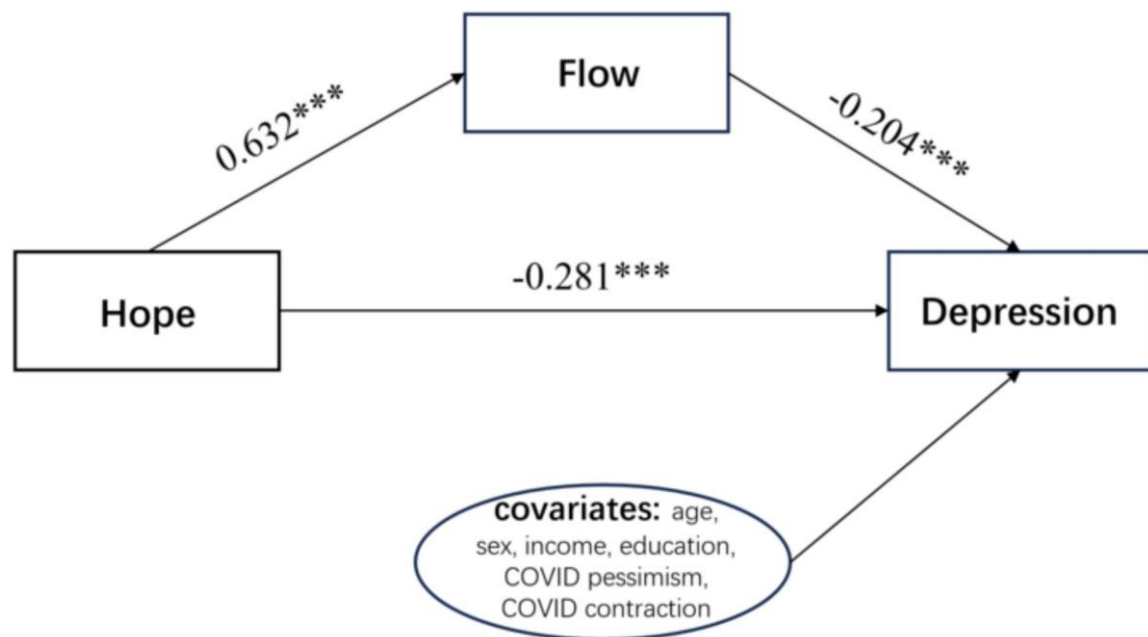 Flow
0.632***
-0.204***
Hope
-0.281***
Depression
covariates: age,
sex, income, education,
COVID pessimism,
COVID contraction